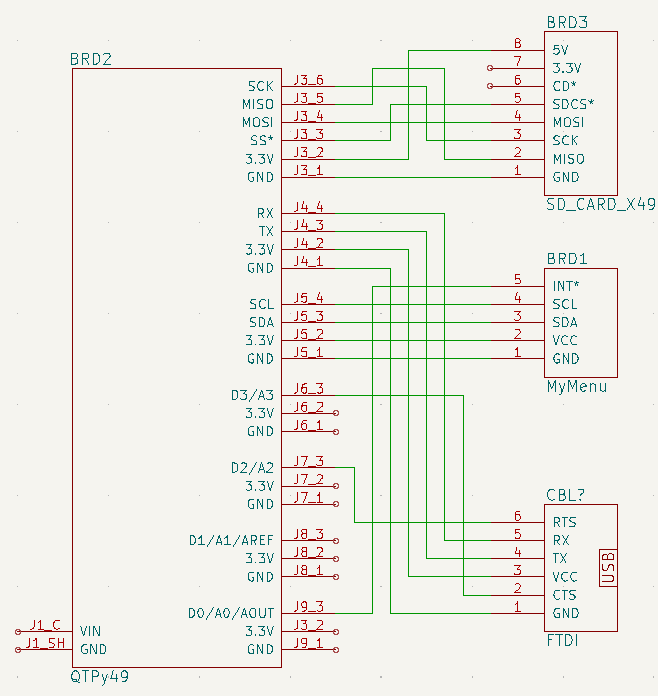 BRD2
SCK J3_6
MISO J3_5
MOSI J3_4
SS* J3_3
3.3V J3_2
GND J3_1
RX J4_4
TX J4_3
3.3V J4_2
GND J4_1
SCL J5_4
SDA J5_3
3.3V J5_2
GND J5_1
D3/A3 J6_3
3.3V J6_2
GND J6_1
D2/A2 J7_3
3.3V J7_2
GND J7_1
D1/A1/AREF J8_3
3.3V J8_2
GND J8_1
D0/A0/AOUT J9_3
J1_C VIN 3.3V J3_2
J1_SH GND GND J9_1
QTPy49
BRD3
8 5V
7 3.3V
6 CD*
5 SDCS*
4 MOSI
3 SCK
2 MISO
1 GND
SD_CARD_X49
BRD1
5 INT*
4 SCL
3 SDA
2 VCC
1 GND
MyMenu
CBL?
6 RTS
5 RX
4 TX
3 VCC
2 CTS
1 GND
USB
FTDI